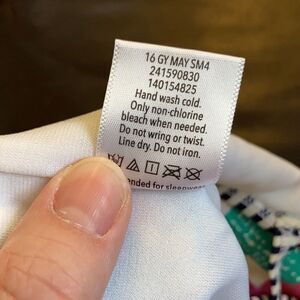 16 GY MAY SM4
241590830
140154825
Hand wash cold.
Only non-chlorine
bleach when needed.
Do not wring or twist.
Line dry. Do not iron.
ended for sleepwear